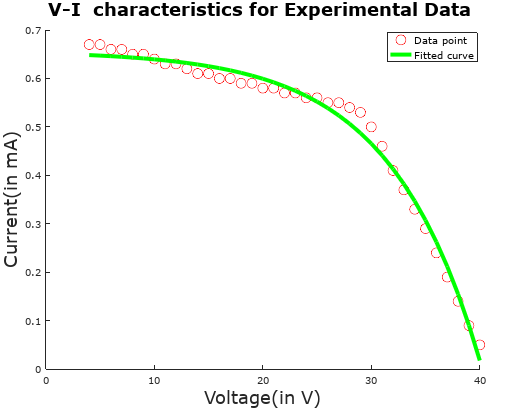 V-I characteristics for Experimental Data
Data point
Fitted curve
0.7
0.6
0.5
0.4
0.3
0.2
0.1
0
Current(in mA)
0
10
20
30
40
Voltage(in V)